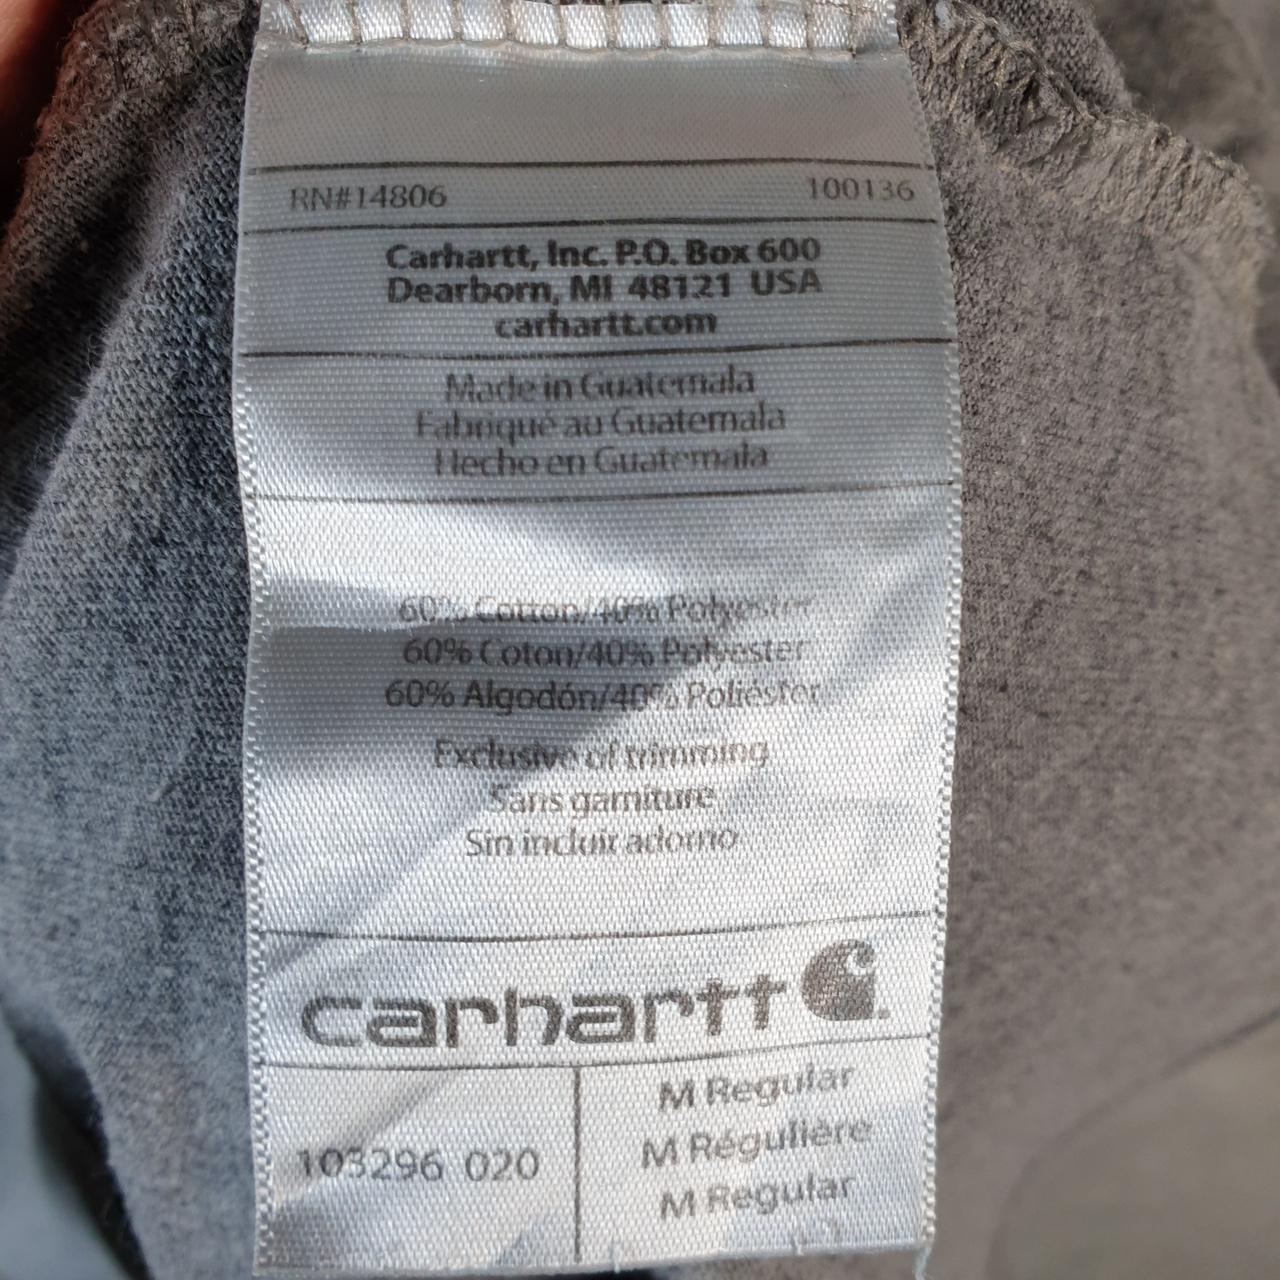 RN#14806 100136
Carhartt, Inc. P.O. Box 600
Dearborn, MI 48121 USA
carhartt.com
Made in Guatemala
Fabriqué au Guatemala
Hecho en Guatemala
60% Cotton/40% Polyester
60% Coton/40% Polyester
60% Algodón/40% Poliéster
Exclusive of trimming
Sans garniture
Sin incluir adorno
carhartt
103296 020
M Regular
M Régulière
M Regular